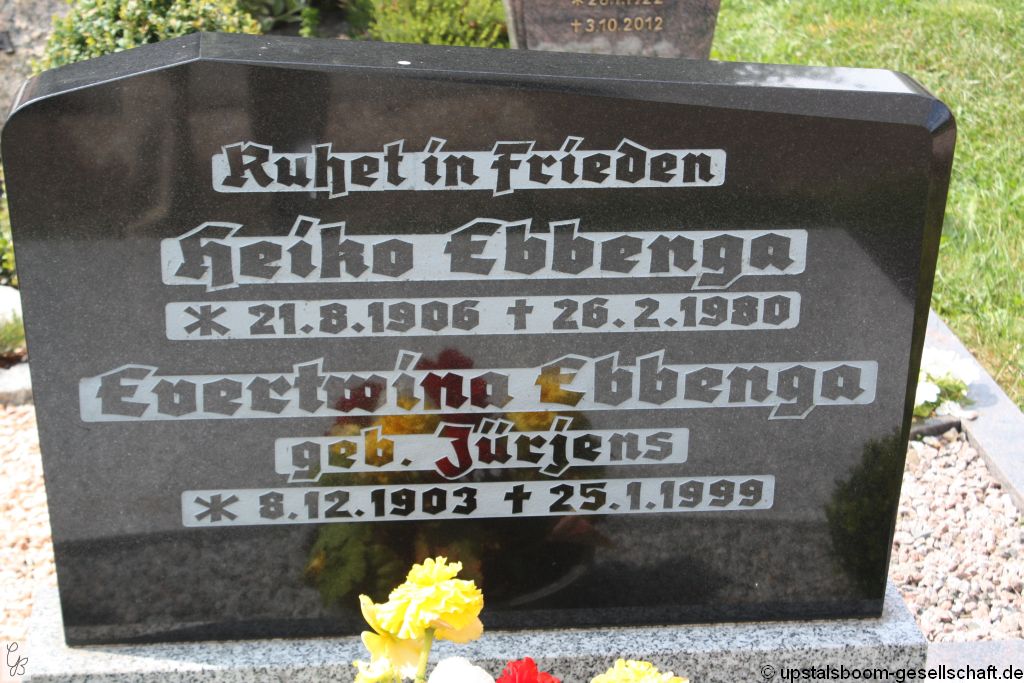 ✝ 3.10.2012
Ruhet in Frieden
Heiko Ebbenga
* 21.8.1906 ✝ 26.2.1980
Evertwina Ebbenga
geb. Jürjens
* 8.12.1903 ✝ 25.1.1999
GB
© upstalsboom-gesellschaft.de